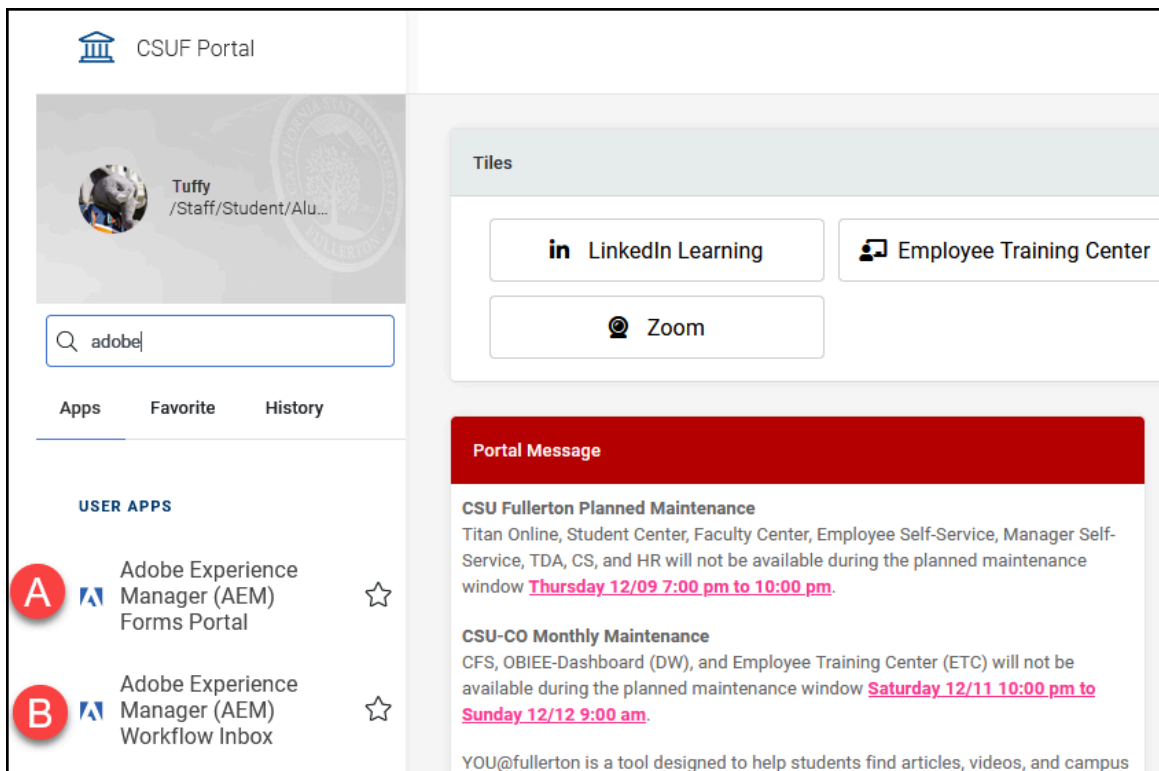 CSUF Portal
Tuffy
/Staff/Student/Alu...
adobe
Apps Favorite History
USER APPS
A
Adobe Experience
Manager (AEM)
Forms Portal
B
Adobe Experience
Manager (AEM)
Workflow Inbox
Tiles
in LinkedIn Learning
Employee Training Center
Zoom
Portal Message
CSU Fullerton Planned Maintenance
Titan Online, Student Center, Faculty Center, Employee Self-Service, Manager Self-
Service, TDA, CS, and HR will not be available during the planned maintenance
window Thursday 12/09 7:00 pm to 10:00 pm.
CSU-CO Monthly Maintenance
CFS, OBIEE-Dashboard (DW), and Employee Training Center (ETC) will not be
available during the planned maintenance window Saturday 12/11 10:00 pm to
Sunday 12/12 9:00 am.
YOU@fullerton is a tool designed to help students find articles, videos, and campus